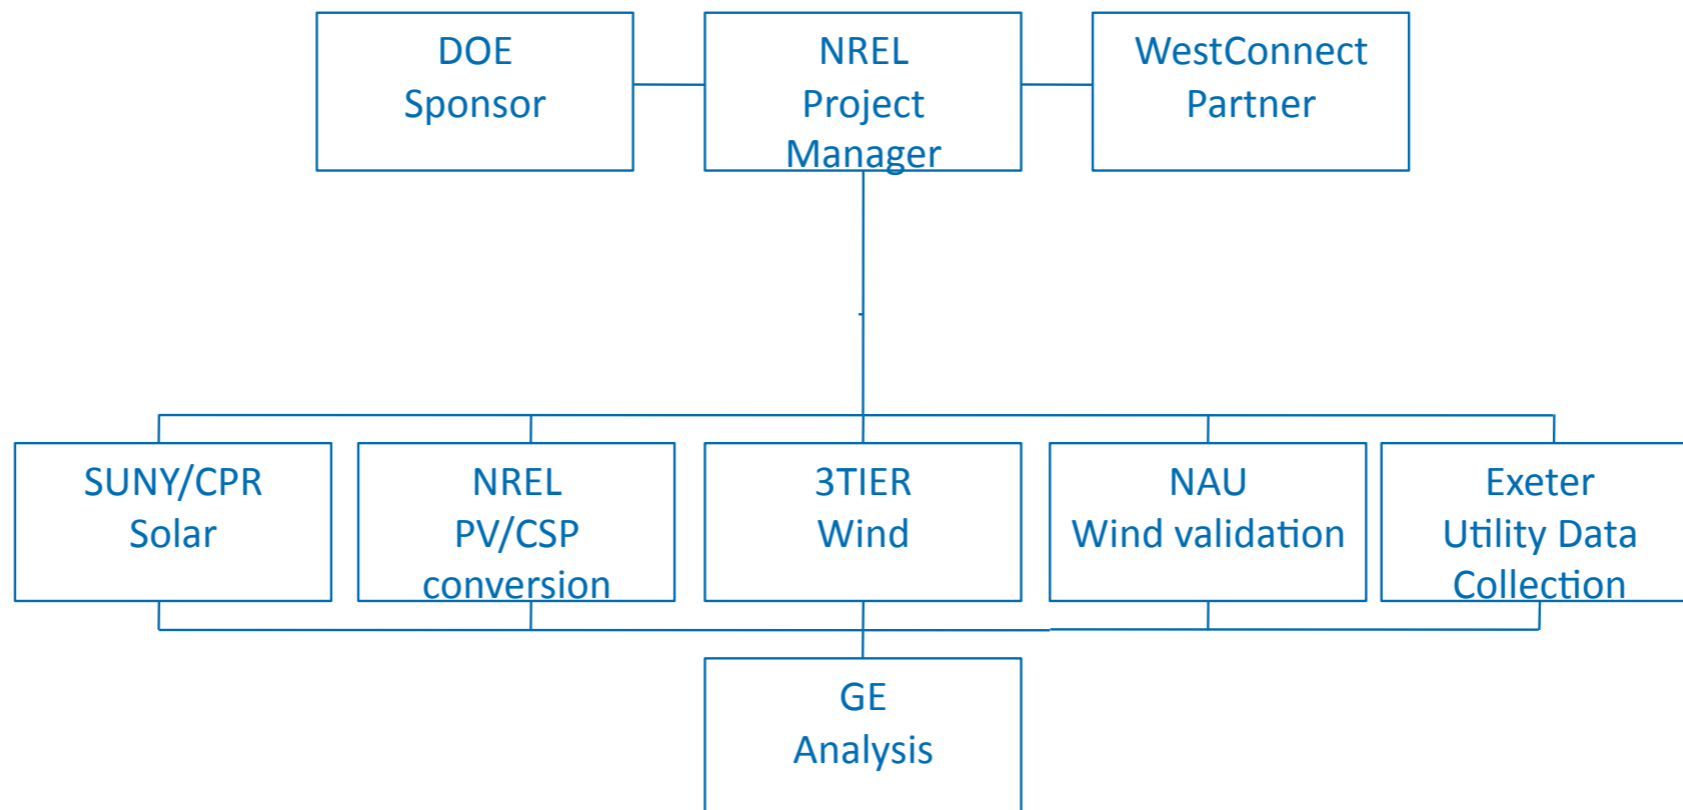 DOE
Sponsor
NREL
Project
Manager
WestConnect
Partner
SUNY/CPR
Solar
NREL
PV/CSP
conversion
3TIER
Wind
NAU
Wind validation
Exeter
Utility Data
Collection
GE
Analysis